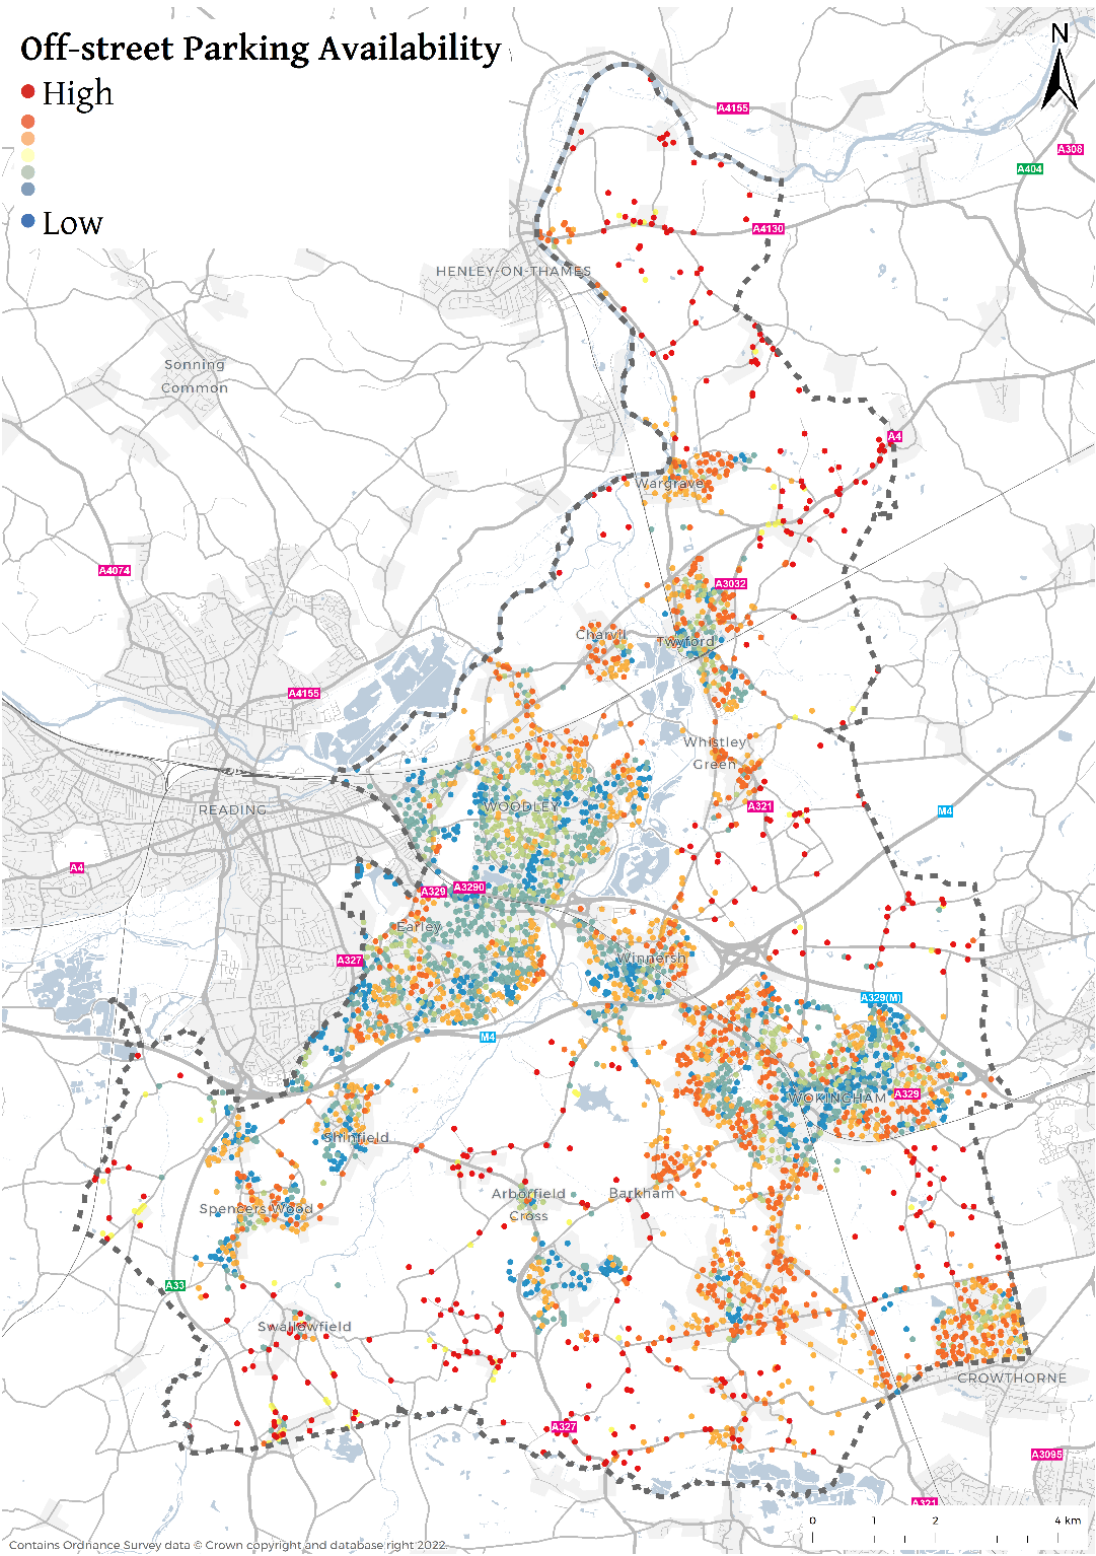 Off-street Parking Availability
High
Low
N
A4155
A308
A404
A4130
HENLEY-ON-THAMES
Sonning
Common
A4
Wargrave
A4074
A3032
Charvil
Twyford
A4155
Whistley
Green
READING
WOODLEY
A321
M4
A4
A329
A3290
Earley
A327
Winnersh
A329(M)
M4
WOKINGHAM
A329
Shinfield
Arborfield
Cross
Barkham
Spencers Wood
A33
Swallowfield
CROWTHORNE
A327
A3095
A321
0 1 2 4 km
Contains Ordnance Survey data © Crown copyright and database right 2022.